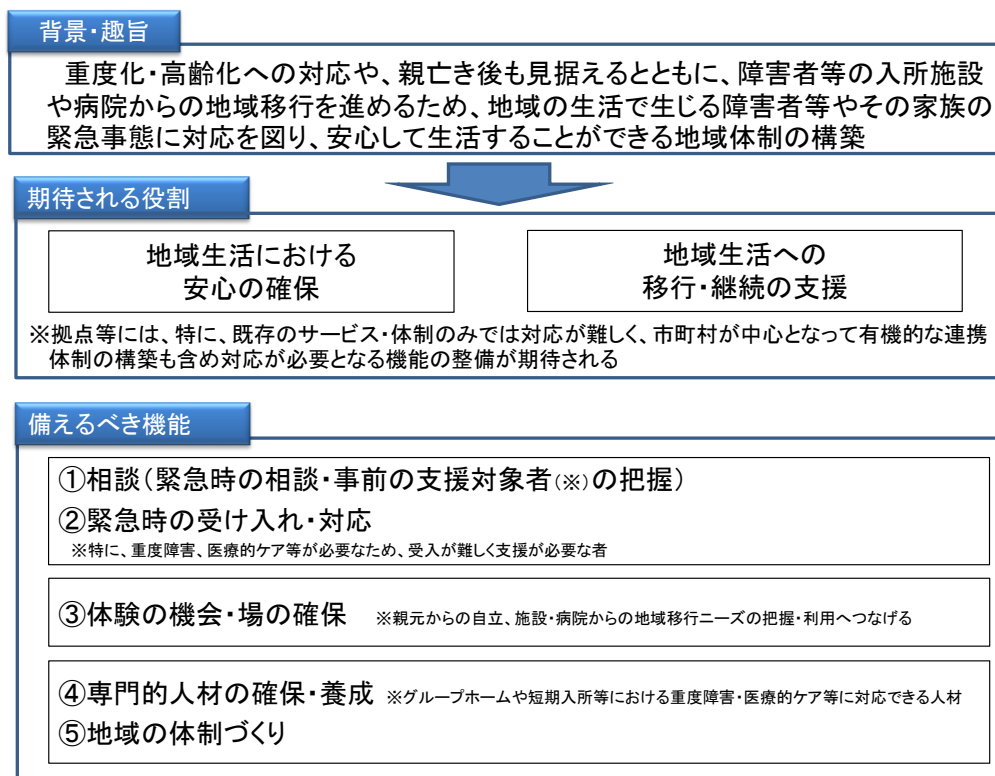 背景・趣旨
重度化・高齢化への対応や、親亡き後も見据えるとともに、障害者等の入所施設
や病院からの地域移行を進めるため、地域の生活で生じる障害者等やその家族の
緊急事態に対応を図り、安心して生活することができる地域体制の構築
期待される役割
地域生活における
安心の確保
地域生活への
移行・継続の支援
※拠点等には、特に、既存のサービス・体制のみでは対応が難しく、市町村が中心となって有機的な連携
体制の構築も含め対応が必要となる機能の整備が期待される
備えるべき機能
①相談（緊急時の相談・事前の支援対象者(※)の把握）
②緊急時の受け入れ・対応
※特に、重度障害、医療的ケア等が必要なため、受入が難しく支援が必要な者
③体験の機会・場の確保 ※親元からの自立、施設・病院からの地域移行ニーズの把握・利用へつなげる
④専門的人材の確保・養成 ※グループホームや短期入所等における重度障害・医療的ケア等に対応できる人材
⑤地域の体制づくり